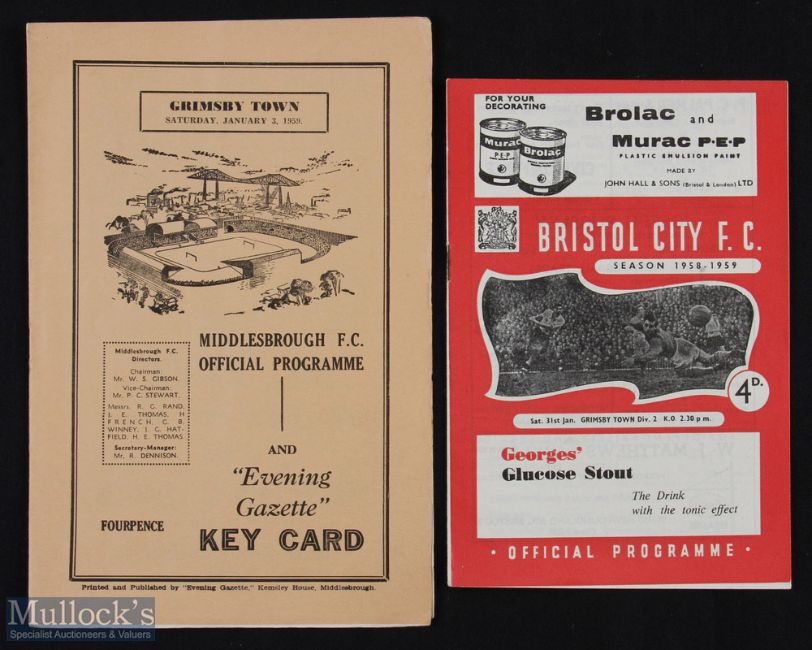 GRIMSBY TOWN
SATURDAY, JANUARY 3, 1959.
MIDDLESBROUGH F.C.
OFFICIAL PROGRAMME
Middlesbrough F.C.
Directors.
Chairman:
Mr. W. S. GIBSON.
Vice-Chairman:
Mr. P. C. STEWART.
Messrs. R. G. RAND,
J. E. THOMAS, H
FRENCH, C. B.
WINNEY, I. G. HAT-
FIELD, H. E. THOMAS.
Secretary-Manager:
Mr. R. DENNISON.
AND
"Evening
Gazette"
FOURPENCE
KEY CARD
Printed and Published by "Evening Gazette," Kemsley House, Middlesbrough.
FOR YOUR
DECORATING
Brolac and
Murac P·E·P
PLASTIC EMULSION PAINT
MADE BY
JOHN HALL & SONS (Bristol & London) LTD
Murac
P.E.P
Brolac
BRISTOL CITY F. C.
SEASON 1958-1959
4D.
Sat. 31st Jan. GRIMSBY TOWN Div. 2 K.O. 2.30 p.m.
Georges'
Glucose Stout
The Drink
with the tonic effect
· OFFICIAL PROGRAMME ·
Mullock's
Specialist Auctioneers & Valuers